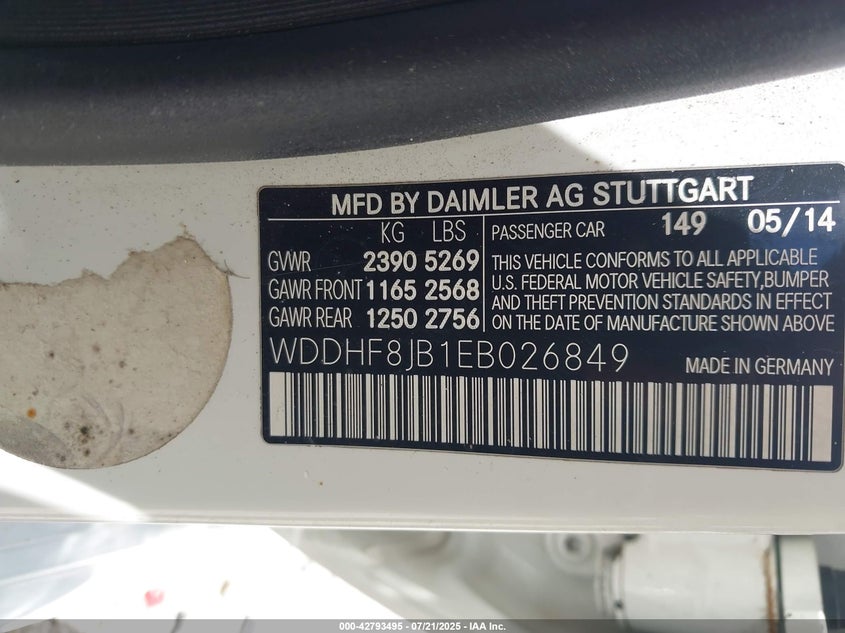 MFD BY DAIMLER AG STUTTGART
KG LBS
GVWR 2390 5269
GAWR FRONT 1165 2568
GAWR REAR 1250 2756
PASSENGER CAR 149 05/14
THIS VEHICLE CONFORMS TO ALL APPLICABLE
U.S. FEDERAL MOTOR VEHICLE SAFETY,BUMPER
AND THEFT PREVENTION STANDARDS IN EFFECT
ON THE DATE OF MANUFACTURE SHOWN ABOVE
WDDHF8JB1EB026849 MADE IN GERMANY
000-42793495 - 07/21/2025 - IAA Inc.